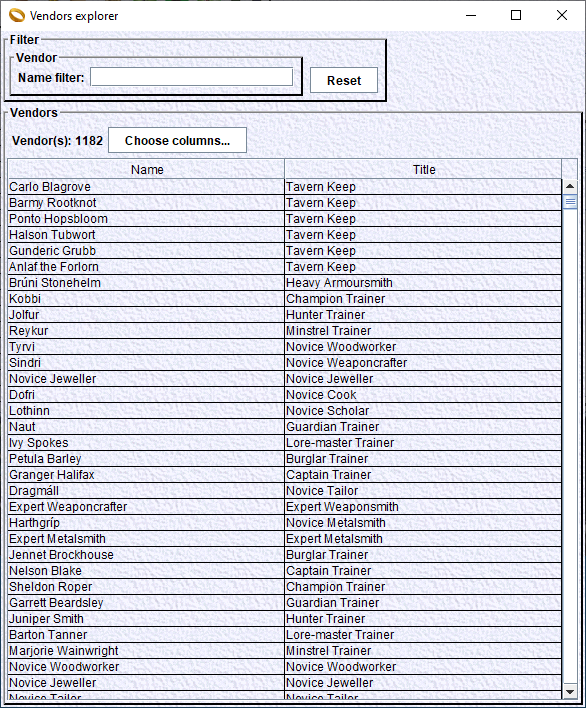 Vendors explorer
Filter
Vendor
Name filter:
Reset
Vendors
Vendor(s): 1182 Choose columns...
Name Title
Carlo Blagrove Tavern Keep
Barmy Rootknot Tavern Keep
Ponto Hopsbloom Tavern Keep
Halson Tubwort Tavern Keep
Gunderic Grubb Tavern Keep
Anlaf the Forlorn Tavern Keep
Brúni Stonehelm Heavy Armoursmith
Kobbi Champion Trainer
Jolfur Hunter Trainer
Reykur Minstrel Trainer
Tyrvi Novice Woodworker
Sindri Novice Weaponcrafter
Novice Jeweller Novice Jeweller
Dofri Novice Cook
Lothinn Novice Scholar
Naut Guardian Trainer
Ivy Spokes Lore-master Trainer
Petula Barley Burglar Trainer
Granger Halifax Captain Trainer
Dragmáll Novice Tailor
Expert Weaponcrafter Expert Weaponsmith
Harthgríp Novice Metalsmith
Expert Metalsmith Expert Metalsmith
Jennet Brockhouse Burglar Trainer
Nelson Blake Captain Trainer
Sheldon Roper Champion Trainer
Garrett Beardsley Guardian Trainer
Juniper Smith Hunter Trainer
Barton Tanner Lore-master Trainer
Marjorie Wainwright Minstrel Trainer
Novice Woodworker Novice Woodworker
Novice Jeweller Novice Jeweller
Novice Tailor Novice Tailor